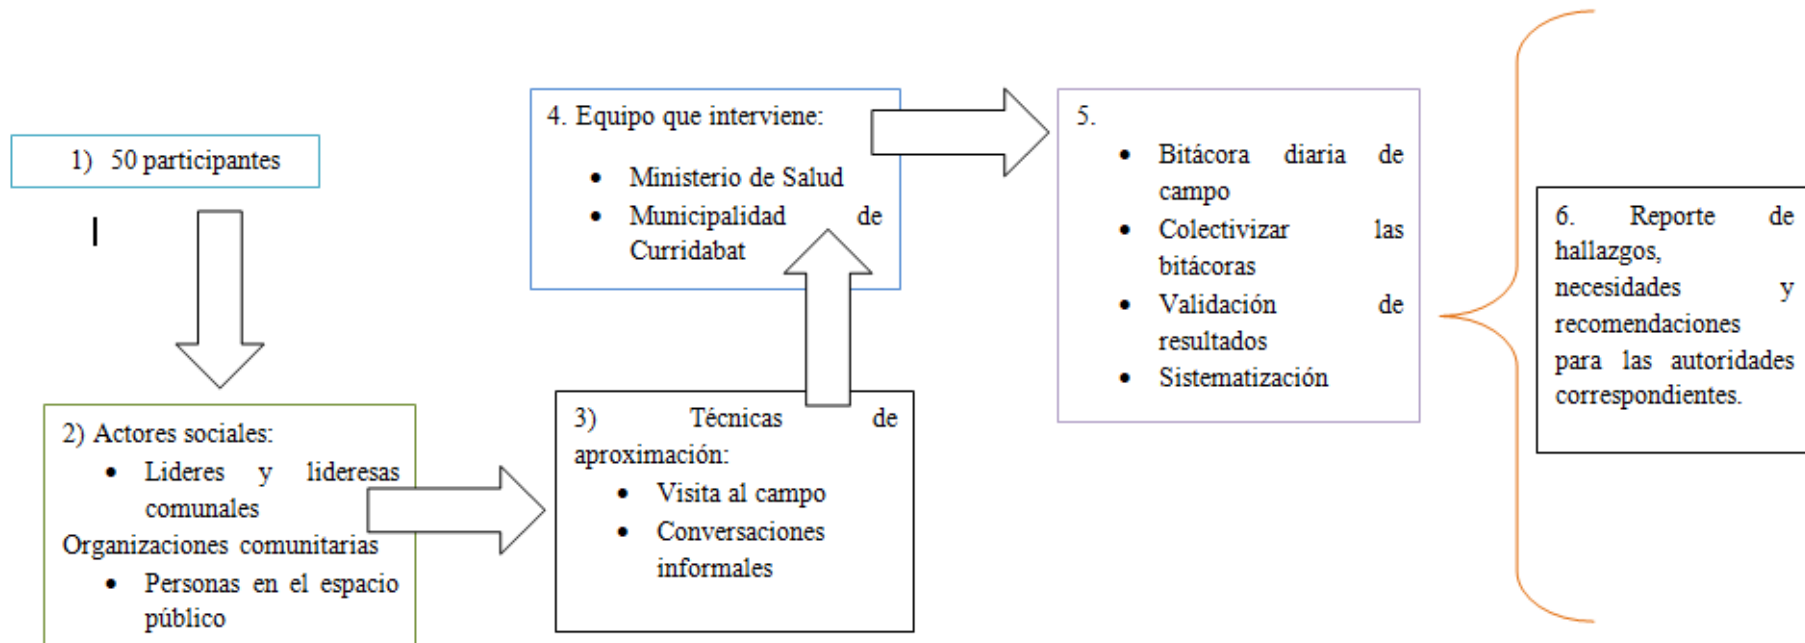 1) 50 participantes
2) Actores sociales:
• Lideres y lideresas
comunales
Organizaciones comunitarias
• Personas en el espacio
público
3) Técnicas de
aproximación:
• Visita al campo
• Conversaciones
informales
4. Equipo que interviene:
• Ministerio de Salud
• Municipalidad de
Curridabat
5.
• Bitácora diaria de
campo
• Colectivizar las
bitácoras
• Validación de
resultados
• Sistematización
6. Reporte de
hallazgos,
necesidades y
recomendaciones
para las autoridades
correspondientes.